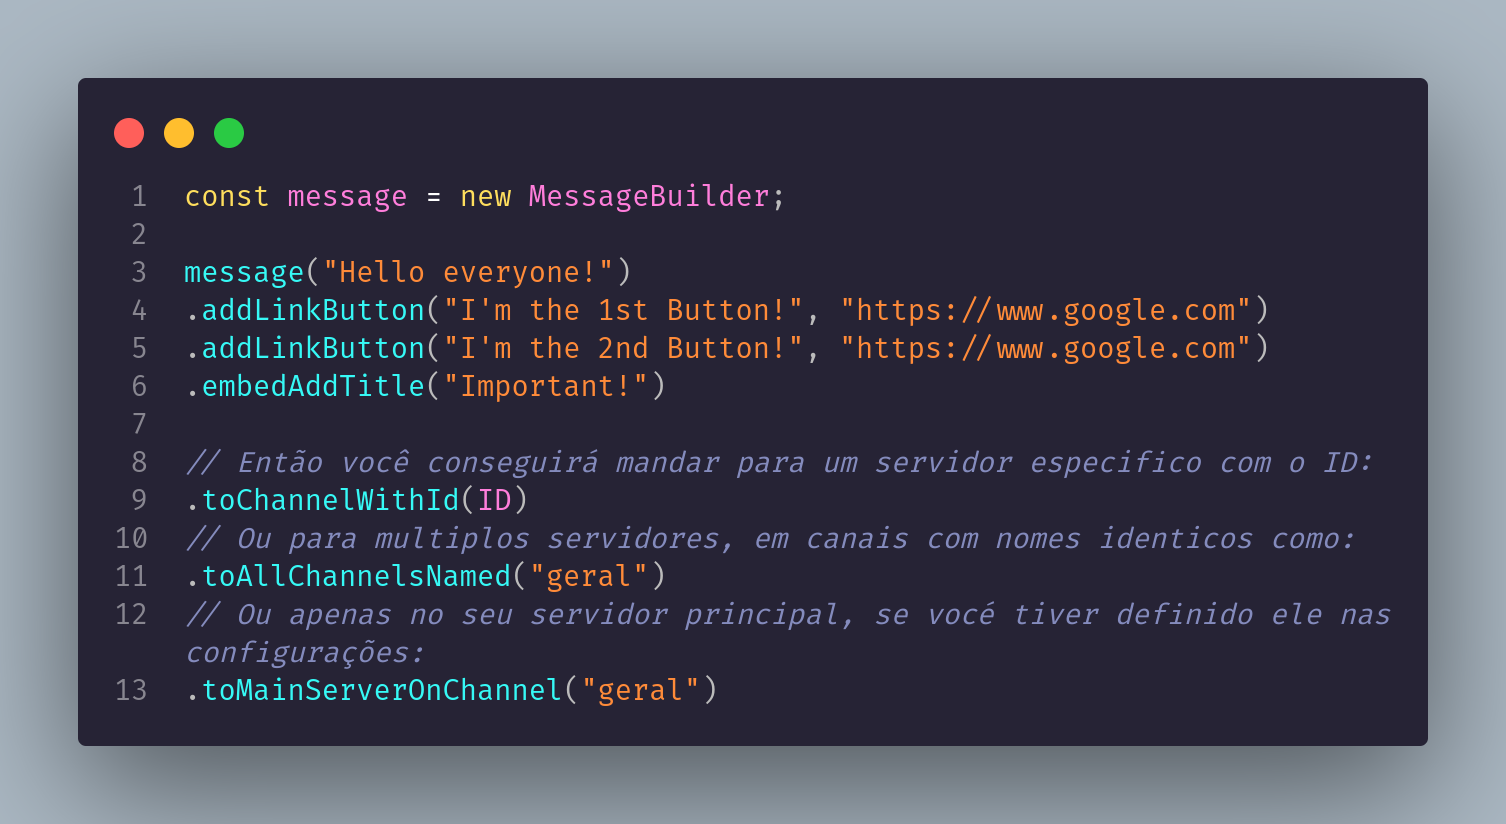 1 const message = new MessageBuilder;
2
3 message("Hello everyone!")
4 .addLinkButton("I'm the 1st Button!", "https://www.google.com")
5 .addLinkButton("I'm the 2nd Button!", "https://www.google.com")
6 .embedAddTitle("Important!")
7
8 // Então você conseguirá mandar para um servidor especifico com o ID:
9 .toChannelWithId(ID)
10 // Ou para multiplos servidores, em canais com nomes identicos como:
11 .toAllChannelsNamed("geral")
12 // Ou apenas no seu servidor principal, se vocé tiver definido ele nas
configurações:
13 .toMainServerOnChannel("geral")